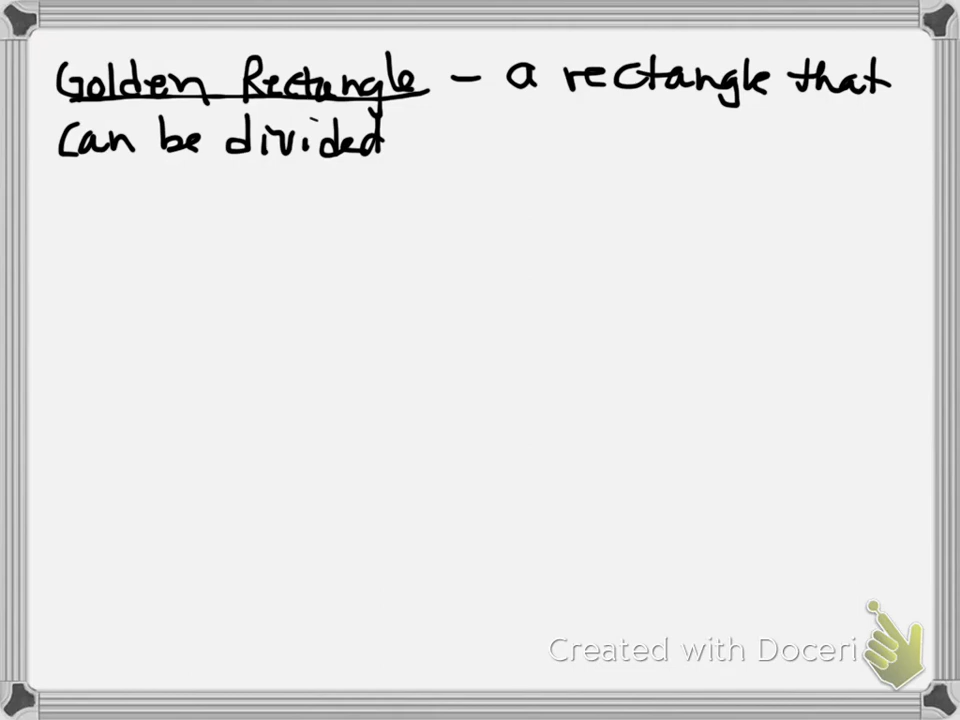 Golden Rectangle - a rectangle that
can be divided
Created with Doceri